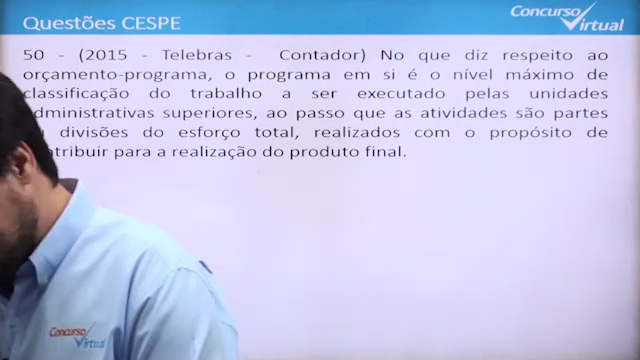 Questões CESPE
Concurso
Virtual
50 - (2015 - Telebras - Contador) No que diz respeito ao
orçamento-programa, o programa em si é o nível máximo de
classificação do trabalho a ser executado pelas unidades
administrativas superiores, ao passo que as atividades são partes
divisões do esforço total, realizados com o propósito de
para a realização do produto final.
Concurso
Virtual